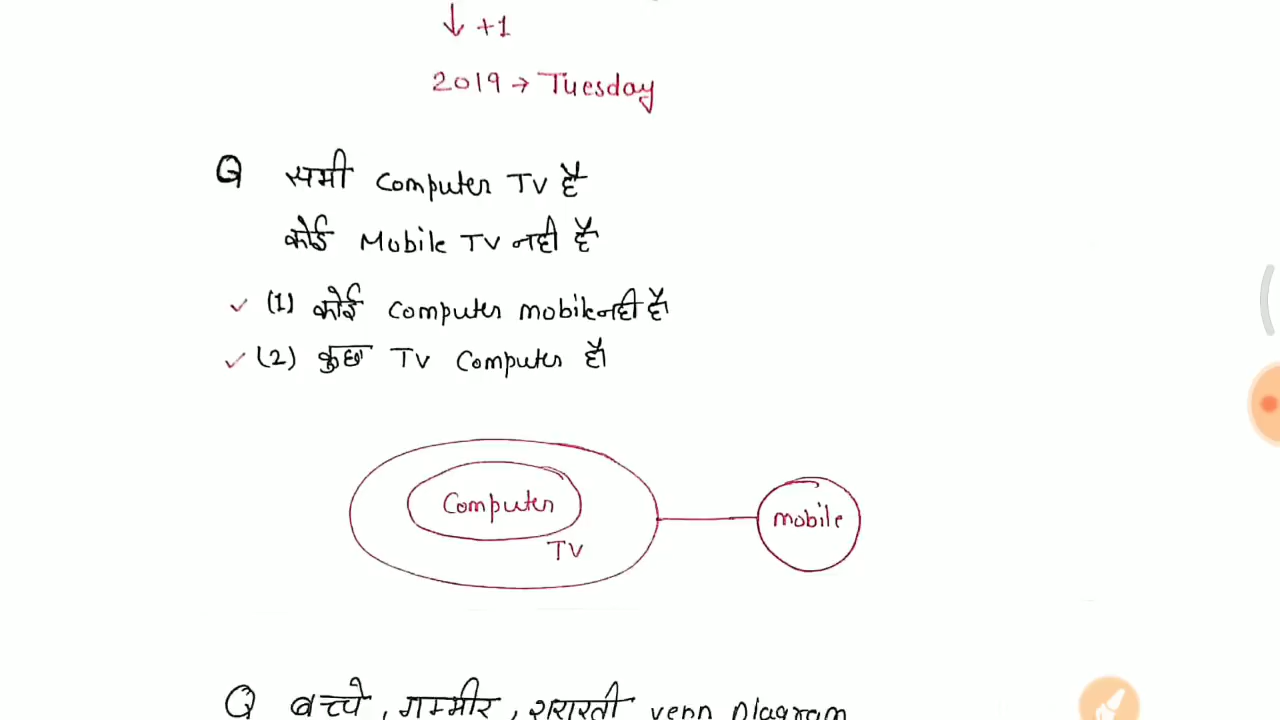 ↓ +1
2019 → Tuesday
Q सभी Computer TV है
कोई Mobile TV नही है
✓ (1) कोई Computer mobile नही है।
✓ (2) कुछ TV Computer है।
Computer
TV
mobile
Q बच्चे, गम्भीर, शरारती venn Diagram